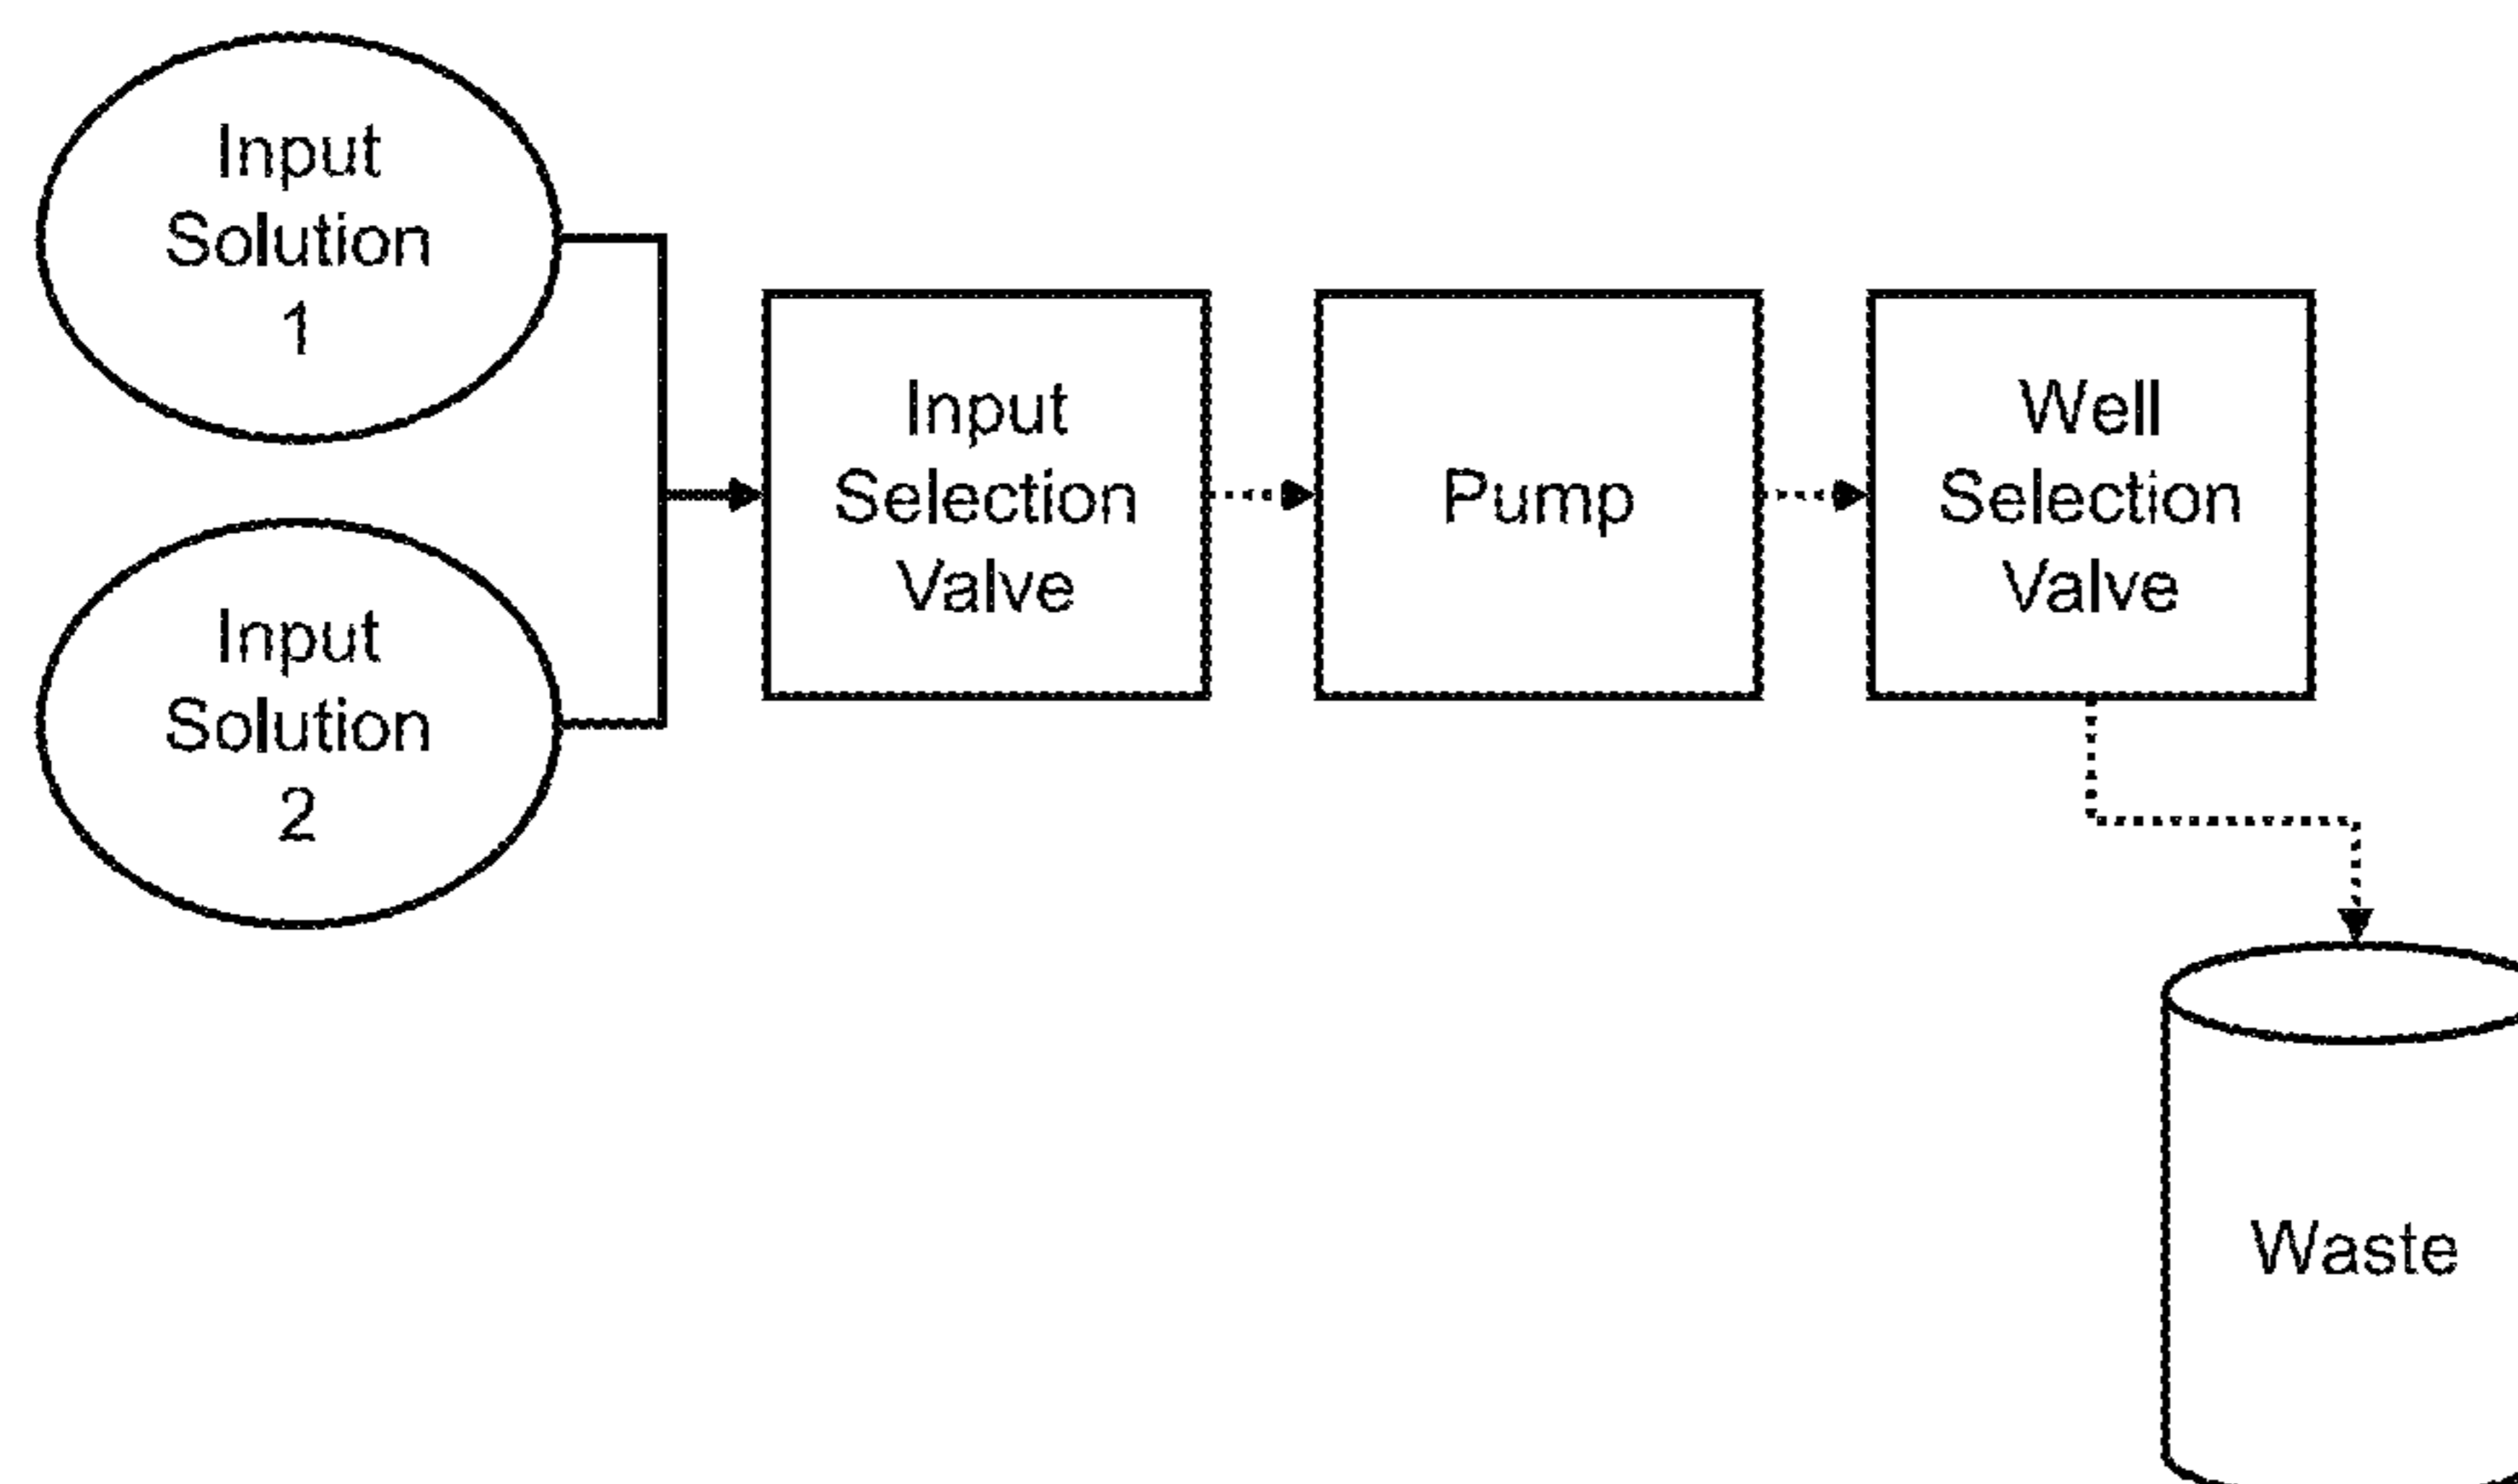 Input
Solution
1
Input
Solution
2
Input
Selection
Valve
Pump
Well
Selection
Valve
Waste